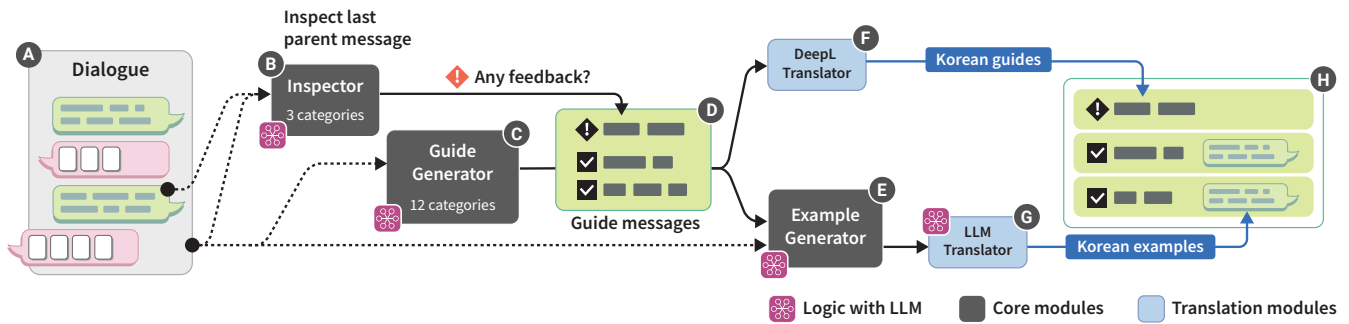 A
Dialogue
Inspect last
parent message
B
Inspector
3 categories
! Any feedback?
C
Guide
Generator
12 categories
D
!
Guide messages
F
DeepL
Translator
Korean guides
E
Example
Generator
G
LLM
Translator
Korean examples
H
!
Logic with LLM
Core modules
Translation modules